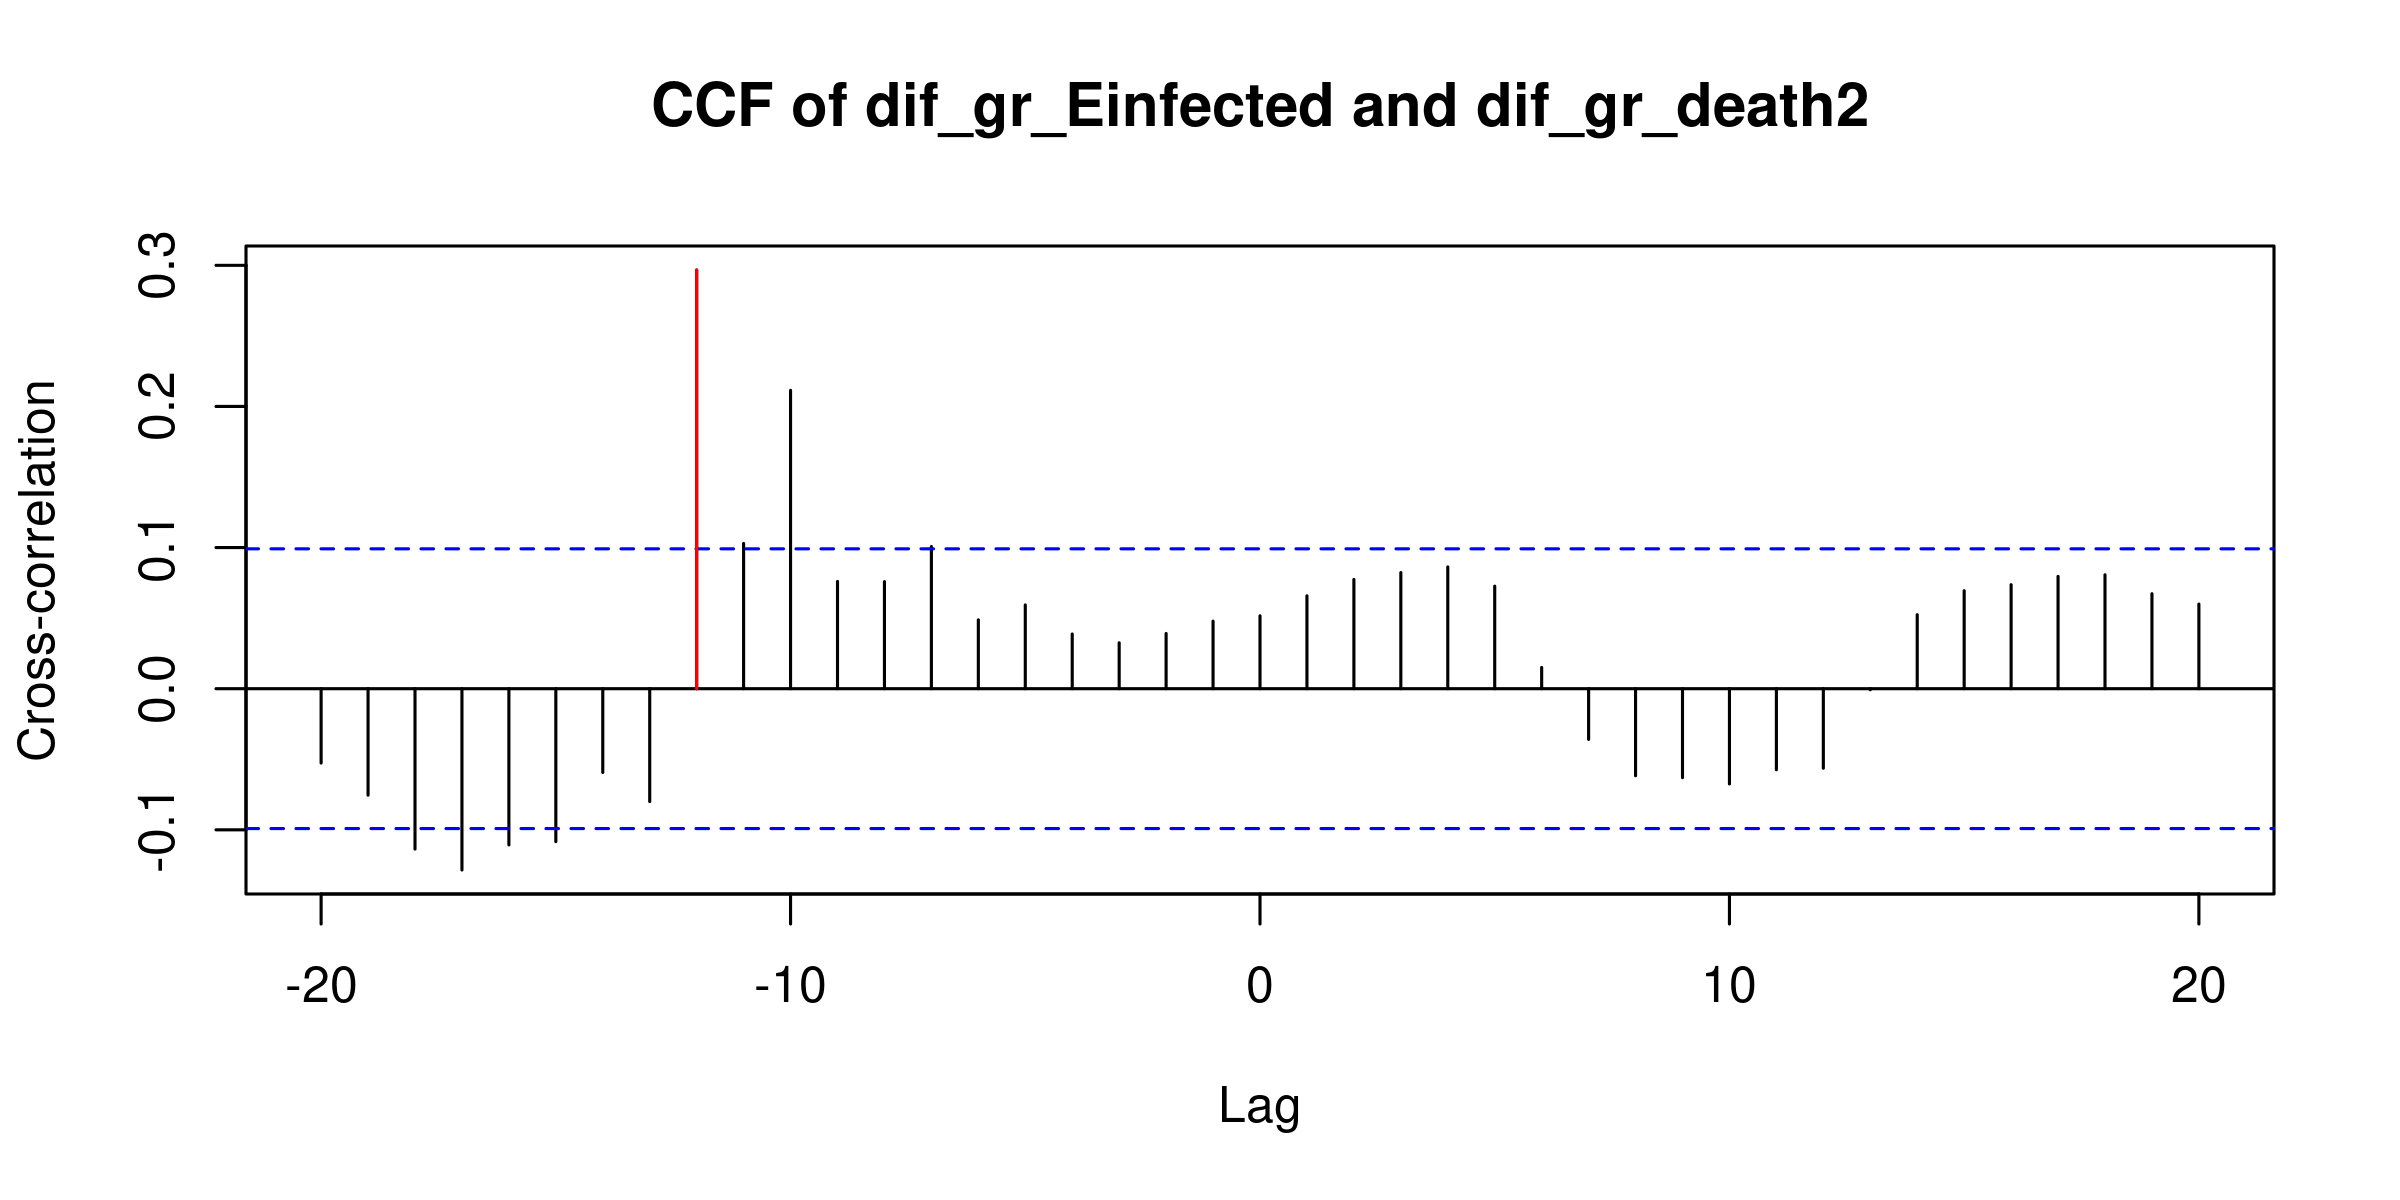 CCF of dif_gr_Einfected and dif_gr_death2
Cross-correlation
0.3
0.2
0.1
0.0
-0.1
-20 -10 0 10 20
Lag